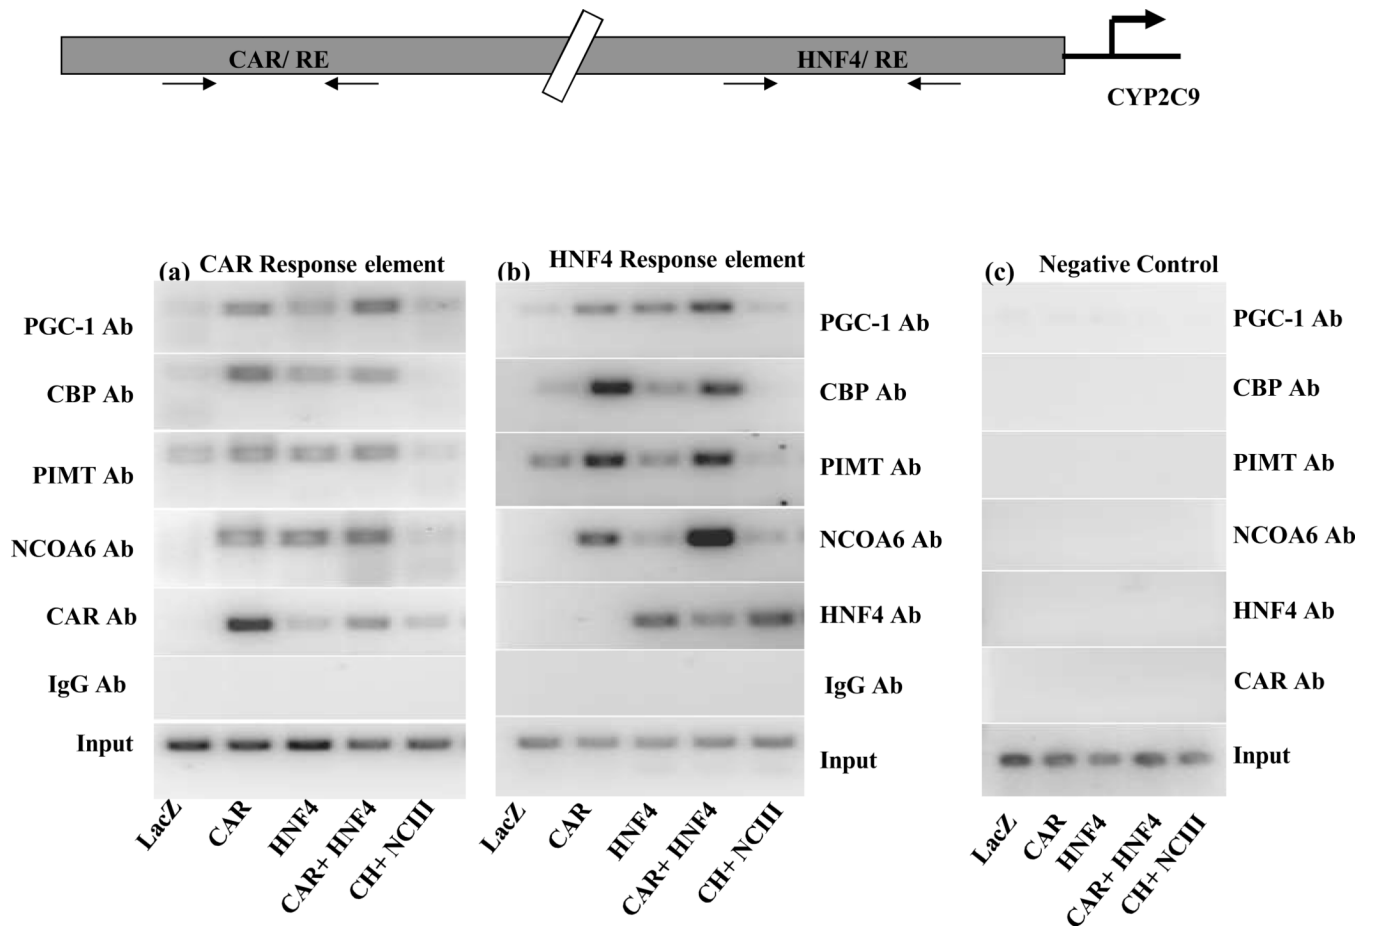 CAR/ RE
HNF4/ RE
CYP2C9
(a) CAR Response element
PGC-1 Ab
CBP Ab
PIMT Ab
NCOA6 Ab
CAR Ab
IgG Ab
Input
LacZ
CAR
HNF4
CAR+ HNF4
CH+ NCIII
(b) HNF4 Response element
PGC-1 Ab
CBP Ab
PIMT Ab
NCOA6 Ab
HNF4 Ab
IgG Ab
Input
LacZ
CAR
HNF4
CAR+ HNF4
CH+ NCIII
(c) Negative Control
PGC-1 Ab
CBP Ab
PIMT Ab
NCOA6 Ab
HNF4 Ab
CAR Ab
Input
LacZ
CAR
HNF4
CAR+ HNF4
CH+ NCIII